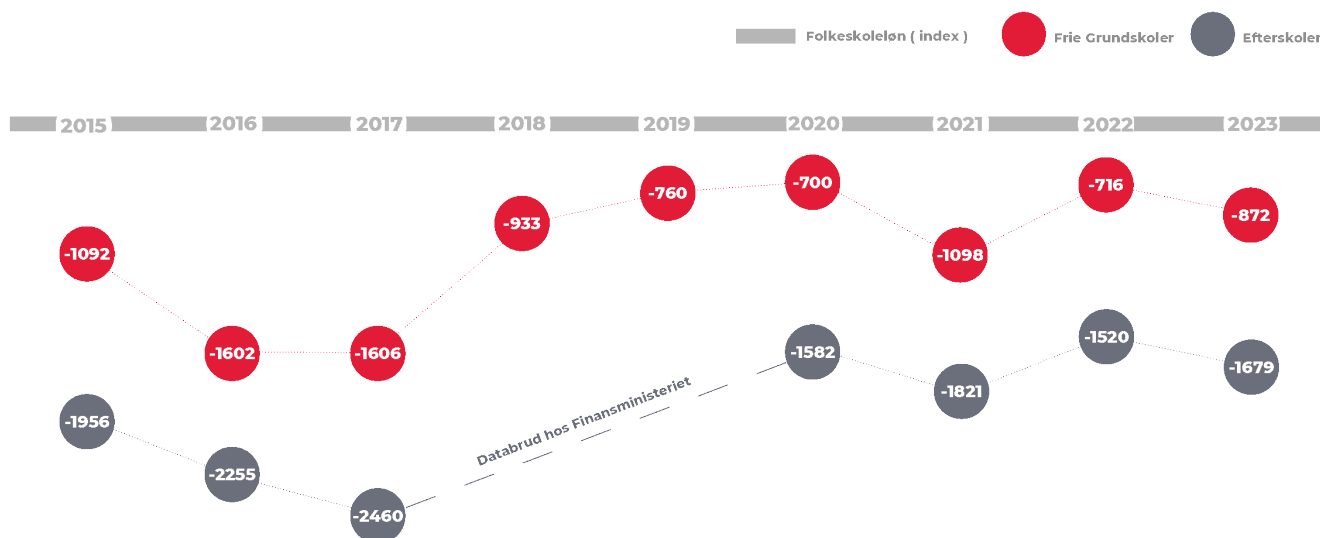 Folkeskoleløn ( index )
Frie Grundskoler
Efterskoler
2015 2016 2017 2018 2019 2020 2021 2022 2023
-1092 -1602 -1606 -933 -760 -700 -1098 -716 -872
-1956 -2255 -2460 -1582 -1821 -1520 -1679
Databrud hos Finansministeriet